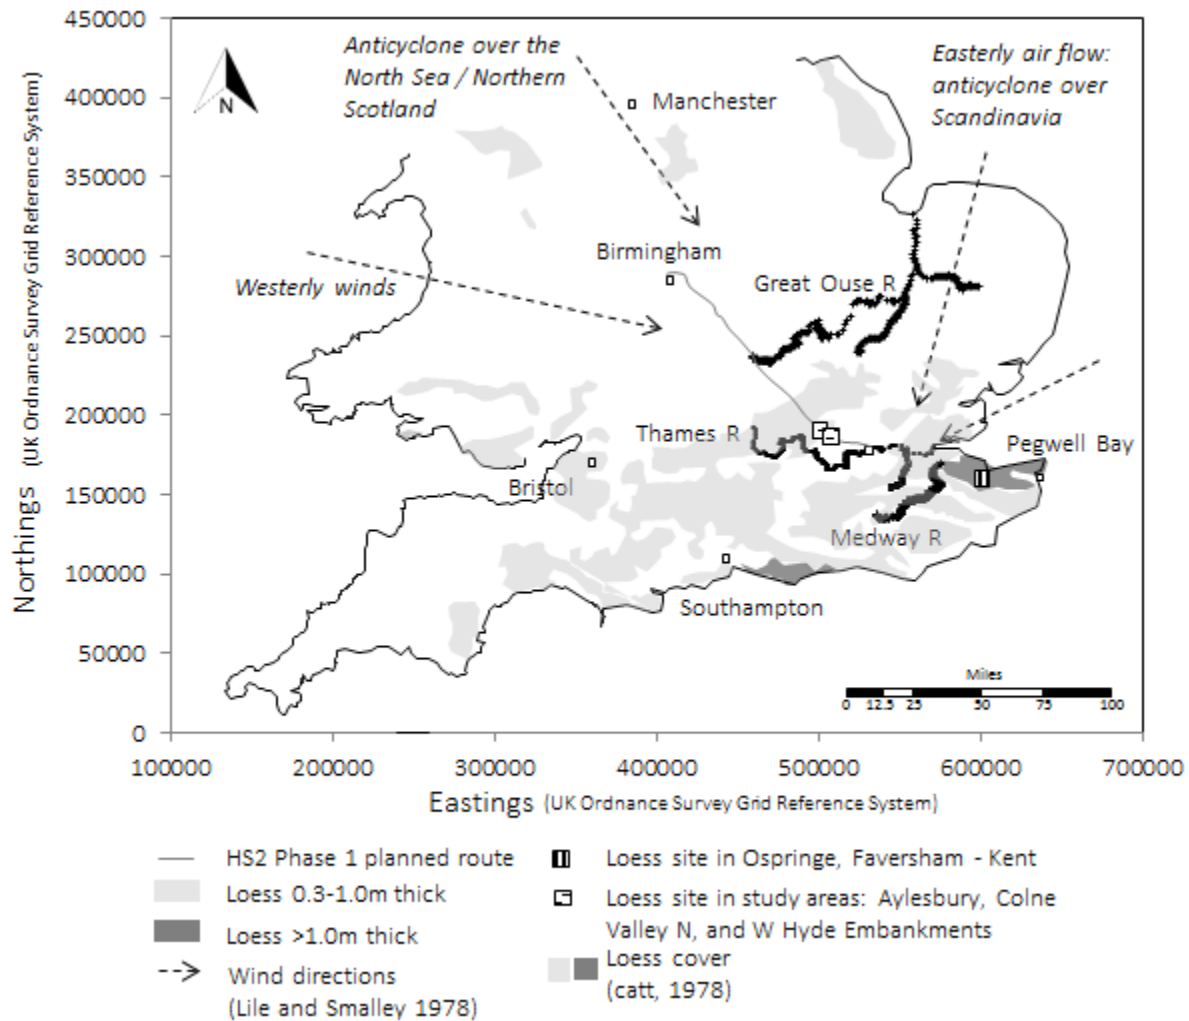 450000
400000
350000
300000
250000
200000
150000
100000
50000
0
Northings (UK Ordnance Survey Grid Reference System)
N
Anticyclone over the
North Sea / Northern
Scotland
Manchester
Easterly air flow:
anticyclone over
Scandinavia
Birmingham
Westerly winds
Great Ouse R
Thames R
Pegwell Bay
Bristol
Medway R
Southampton
Miles
0 12.5 25 50 75 100
100000 200000 300000 400000 500000 600000 700000
Eastings (UK Ordnance Survey Grid Reference System)
HS2 Phase 1 planned route
Loess 0.3-1.0m thick
Loess >1.0m thick
Wind directions
(Lile and Smalley 1978)
Loess site in Ospringe, Faversham - Kent
Loess site in study areas: Aylesbury, Colne
Valley N, and W Hyde Embankments
Loess cover
(catt, 1978)